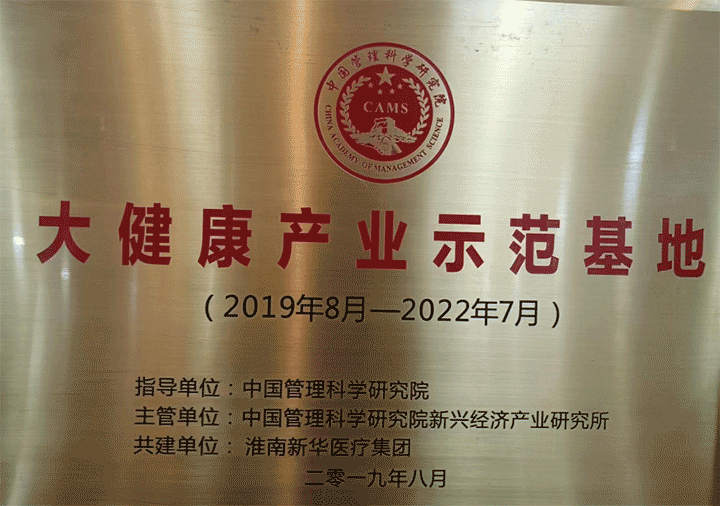 中国管理科学研究院
CAMS
CHINA ACADEMY OF MANAGEMENT SCIENCE
大健康产业示范基地
（2019年8月—2022年7月）
指导单位：中国管理科学研究院
主管单位：中国管理科学研究院新兴经济产业研究所
共建单位：淮南新华医疗集团
二零一九年八月